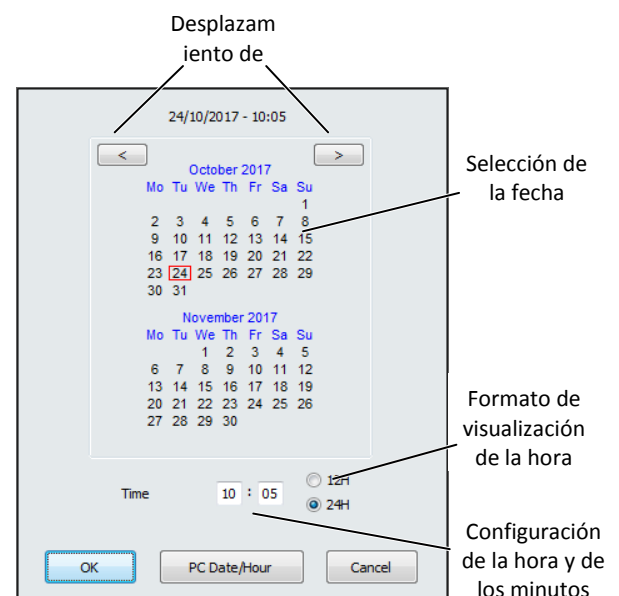 Desplazam
iento de
24/10/2017 - 10:05
< >
October 2017
Mo Tu We Th Fr Sa Su
1
2 3 4 5 6 7 8
9 10 11 12 13 14 15
16 17 18 19 20 21 22
23 24 25 26 27 28 29
30 31
November 2017
Mo Tu We Th Fr Sa Su
1 2 3 4 5
6 7 8 9 10 11 12
13 14 15 16 17 18 19
20 21 22 23 24 25 26
27 28 29 30
Selección de
la fecha
Formato de
visualización
de la hora
12H
Time 10 : 05
24H
Configuración
de la hora y de
los minutos
OK PC Date/Hour Cancel